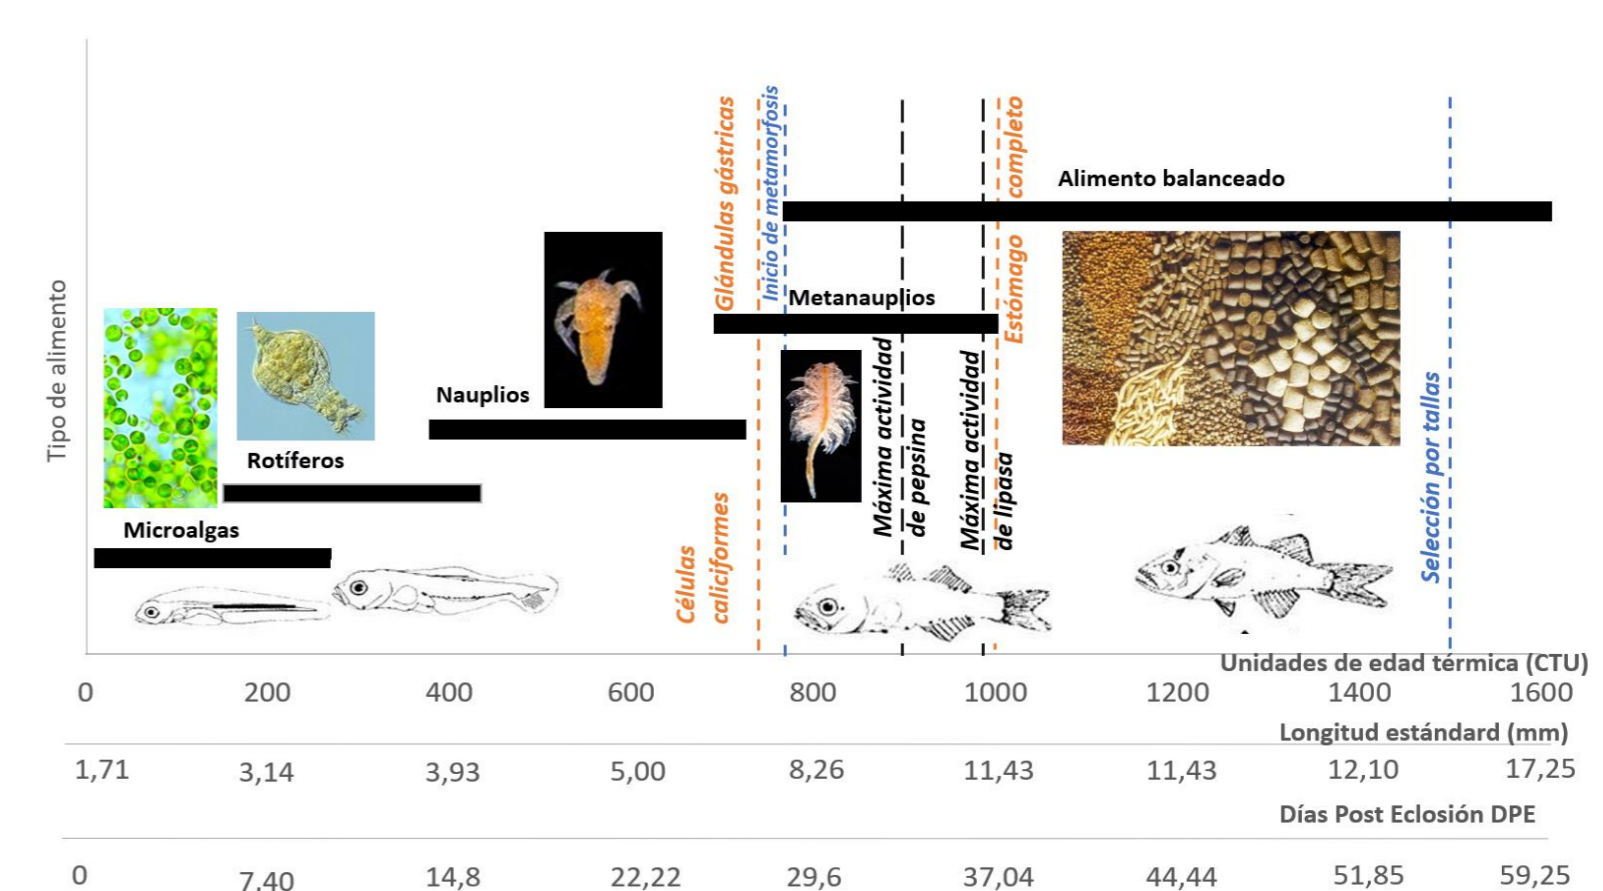 Tipo de alimento
Microalgas
Rotíferos
Nauplios
Células
caliciformes
Glándulas gástricas
Inicio de metamorfosis
Metanauplios
Máxima actividad
de pepsina
Máxima actividad
de lipasa
Estómago completo
Alimento balanceado
Selección por tallas
Unidades de edad térmica (CTU)
0 200 400 600 800 1000 1200 1400 1600
Longitud estándard (mm)
1,71 3,14 3,93 5,00 8,26 11,43 11,43 12,10 17,25
Días Post Eclosión DPE
0 7,40 14,8 22,22 29,6 37,04 44,44 51,85 59,25